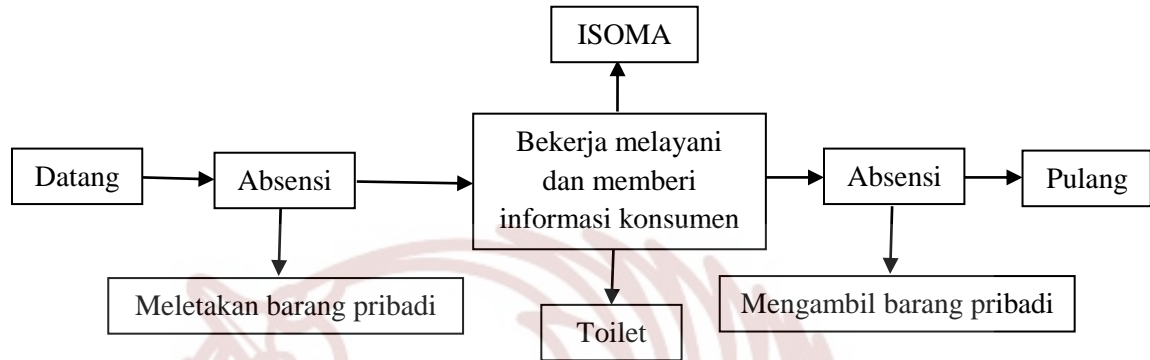 ISOMA
Datang
Absensi
Bekerja melayani
dan memberi
informasi konsumen
Absensi
Pulang
Meletakan barang pribadi
Toilet
Mengambil barang pribadi